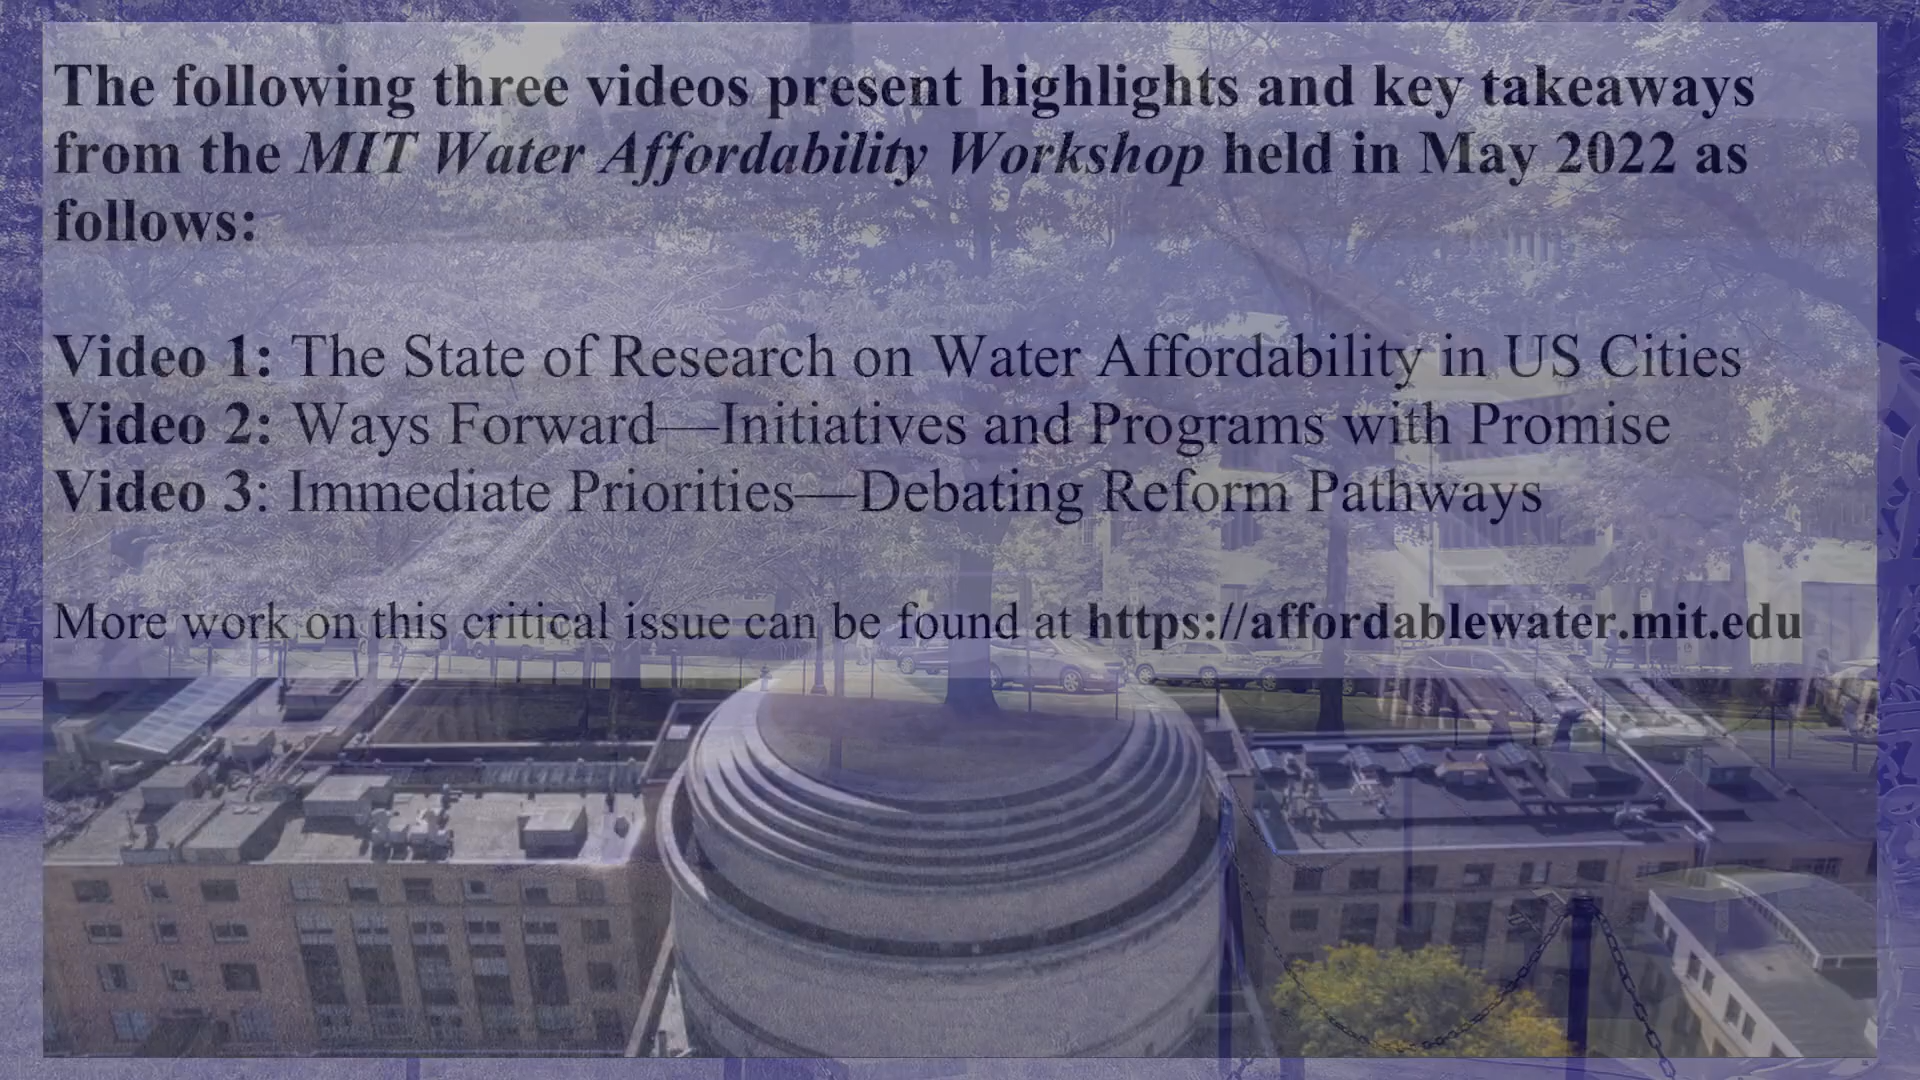 The following three videos present highlights and key takeaways
from the MIT Water Affordability Workshop held in May 2022 as
follows:
Video 1: The State of Research on Water Affordability in US Cities
Video 2: Ways Forward—Initiatives and Programs with Promise
Video 3: Immediate Priorities—Debating Reform Pathways
More work on this critical issue can be found at https://affordablewater.mit.edu